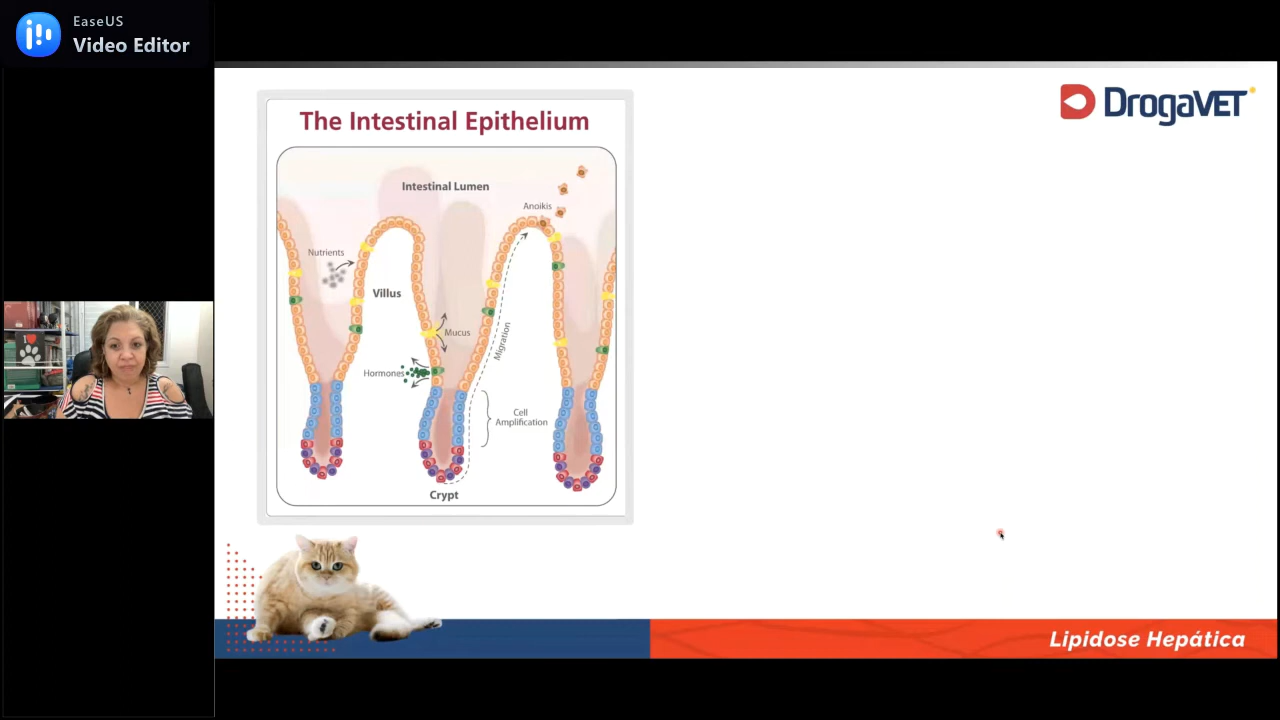 EaseUS
Video Editor
DrogaVET
The Intestinal Epithelium
Intestinal Lumen
Anoikis
Nutrients
Villus
Mucus
Migration
Hormones
Cell
Amplification
Crypt
Lipidose Hepática